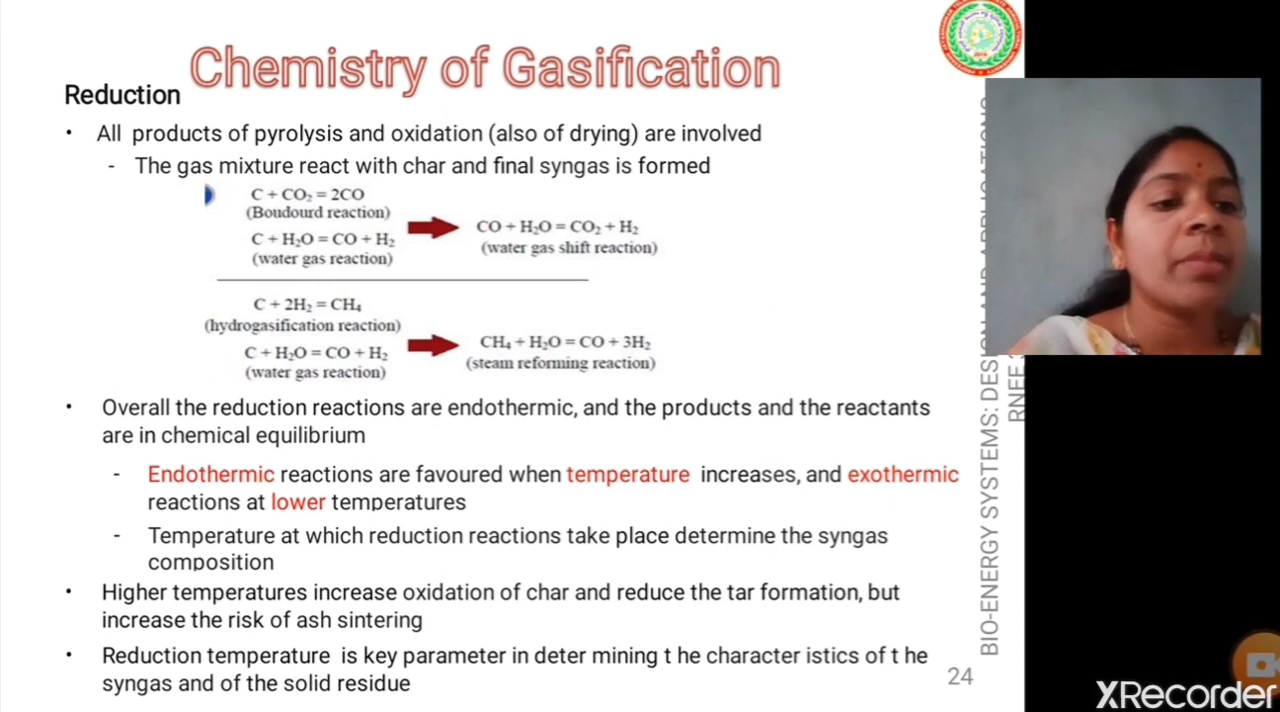 Chemistry of Gasification
Reduction
• All products of pyrolysis and oxidation (also of drying) are involved
- The gas mixture react with char and final syngas is formed
C + CO₂ = 2CO
(Boudourd reaction)
C + H₂O = CO + H₂
(water gas reaction)
CO + H₂O = CO₂ + H₂
(water gas shift reaction)
C + 2H₂ = CH₄
(hydrogasification reaction)
C + H₂O = CO + H₂
(water gas reaction)
CH₄ + H₂O = CO + 3H₂
(steam reforming reaction)
• Overall the reduction reactions are endothermic, and the products and the reactants
are in chemical equilibrium
- Endothermic reactions are favoured when temperature increases, and exothermic
reactions at lower temperatures
- Temperature at which reduction reactions take place determine the syngas
composition
• Higher temperatures increase oxidation of char and reduce the tar formation, but
increase the risk of ash sintering
• Reduction temperature is key parameter in deter mining t he character istics of t he
syngas and of the solid residue
24
BIO-ENERGY SYSTEMS: DESIGN AND APPLICATIONS
RNEE
XRecorder